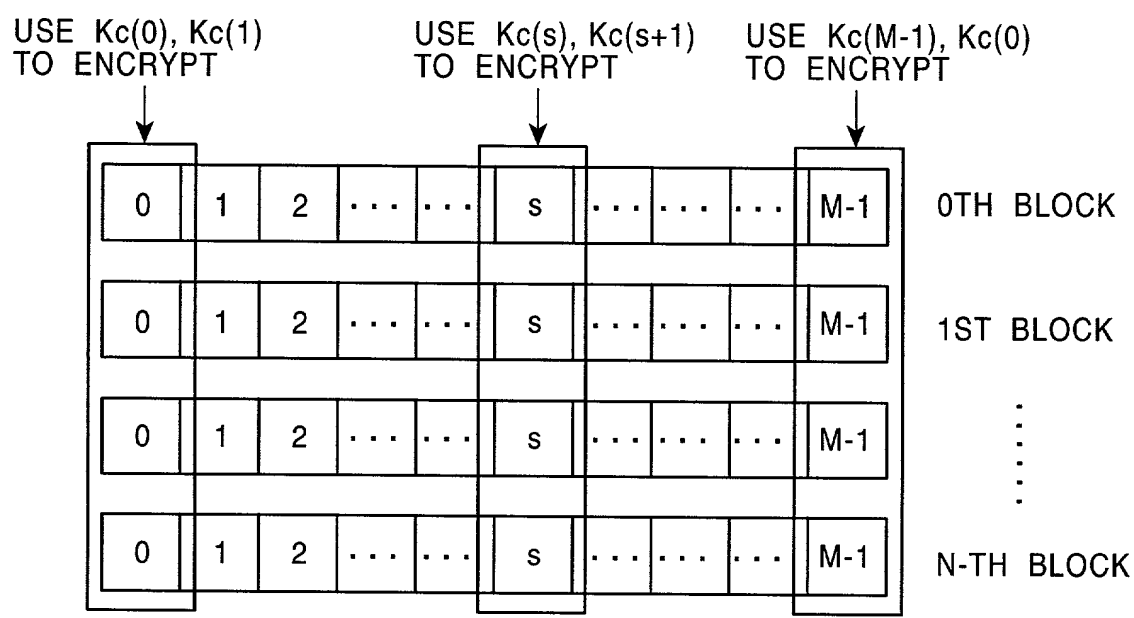 USE Kc(0), Kc(1)
TO ENCRYPT
USE Kc(s), Kc(s+1)
TO ENCRYPT
USE Kc(M-1), Kc(0)
TO ENCRYPT
0 1 2 ... ... s ... ... ... M-1 0TH BLOCK
0 1 2 ... ... s ... ... ... M-1 1ST BLOCK
0 1 2 ... ... s ... ... ... M-1
0 1 2 ... ... s ... ... ... M-1 N-TH BLOCK